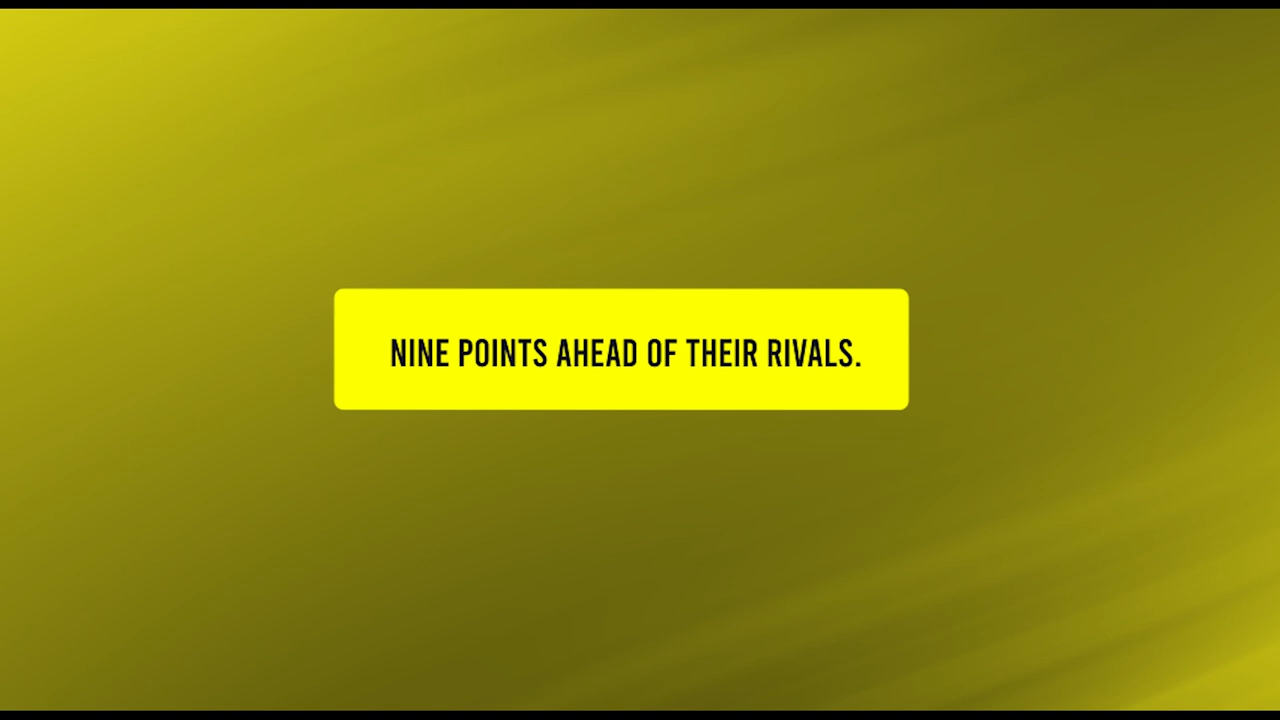 NINE POINTS AHEAD OF THEIR RIVALS.